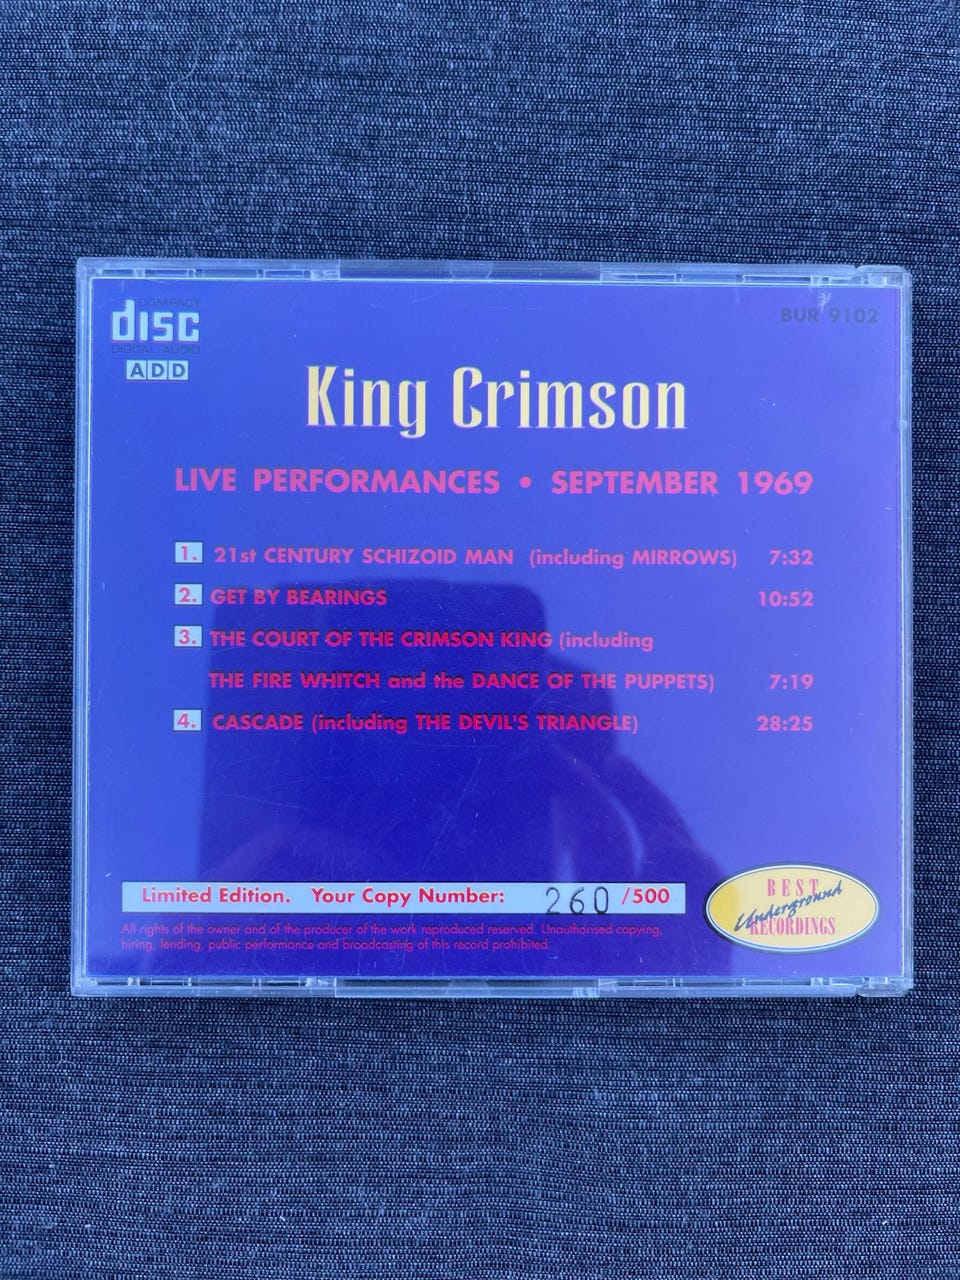 COMPACT
disc
DIGITAL AUDIO
ADD
BUR 9102
King Crimson
LIVE PERFORMANCES • SEPTEMBER 1969
1. 21st CENTURY SCHIZOID MAN (including MIRROWS) 7:32
2. GET BY BEARINGS 10:52
3. THE COURT OF THE CRIMSON KING (including
THE FIRE WHITCH and the DANCE OF THE PUPPETS) 7:19
4. CASCADE (including THE DEVIL'S TRIANGLE) 28:25
Limited Edition. Your Copy Number: 260 /500
All rights of the owner and of the producer of the work reproduced reserved. Unauthorised copying,
hiring, lending, public performance and broadcasting of this record prohibited.
BEST
Underground
RECORDINGS